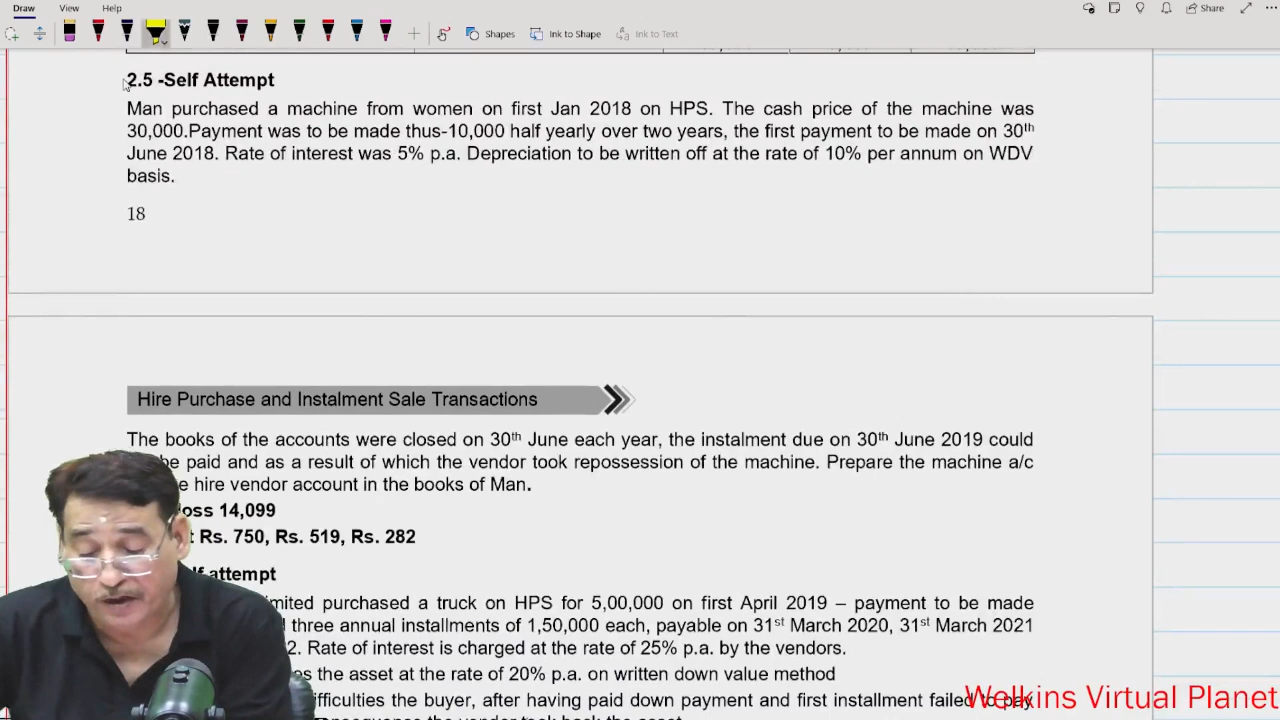 Draw View Help
Share
Shapes Ink to Shape Ink to Text
2.5 -Self Attempt
Man purchased a machine from women on first Jan 2018 on HPS. The cash price of the machine was
30,000.Payment was to be made thus-10,000 half yearly over two years, the first payment to be made on 30th
June 2018. Rate of interest was 5% p.a. Depreciation to be written off at the rate of 10% per annum on WDV
basis.
18
Hire Purchase and Instalment Sale Transactions
The books of the accounts were closed on 30th June each year, the instalment due on 30th June 2019 could
be paid and as a result of which the vendor took repossession of the machine. Prepare the machine a/c
hire vendor account in the books of Man.
14,099
Rs. 750, Rs. 519, Rs. 282
attempt
purchased a truck on HPS for 5,00,000 on first April 2019 – payment to be made
three annual installments of 1,50,000 each, payable on 31st March 2020, 31st March 2021
2. Rate of interest is charged at the rate of 25% p.a. by the vendors.
the asset at the rate of 20% p.a. on written down value method
the buyer, after having paid down payment and first installment failed to pay
the vendor took back the asset
Welkins Virtual Planet